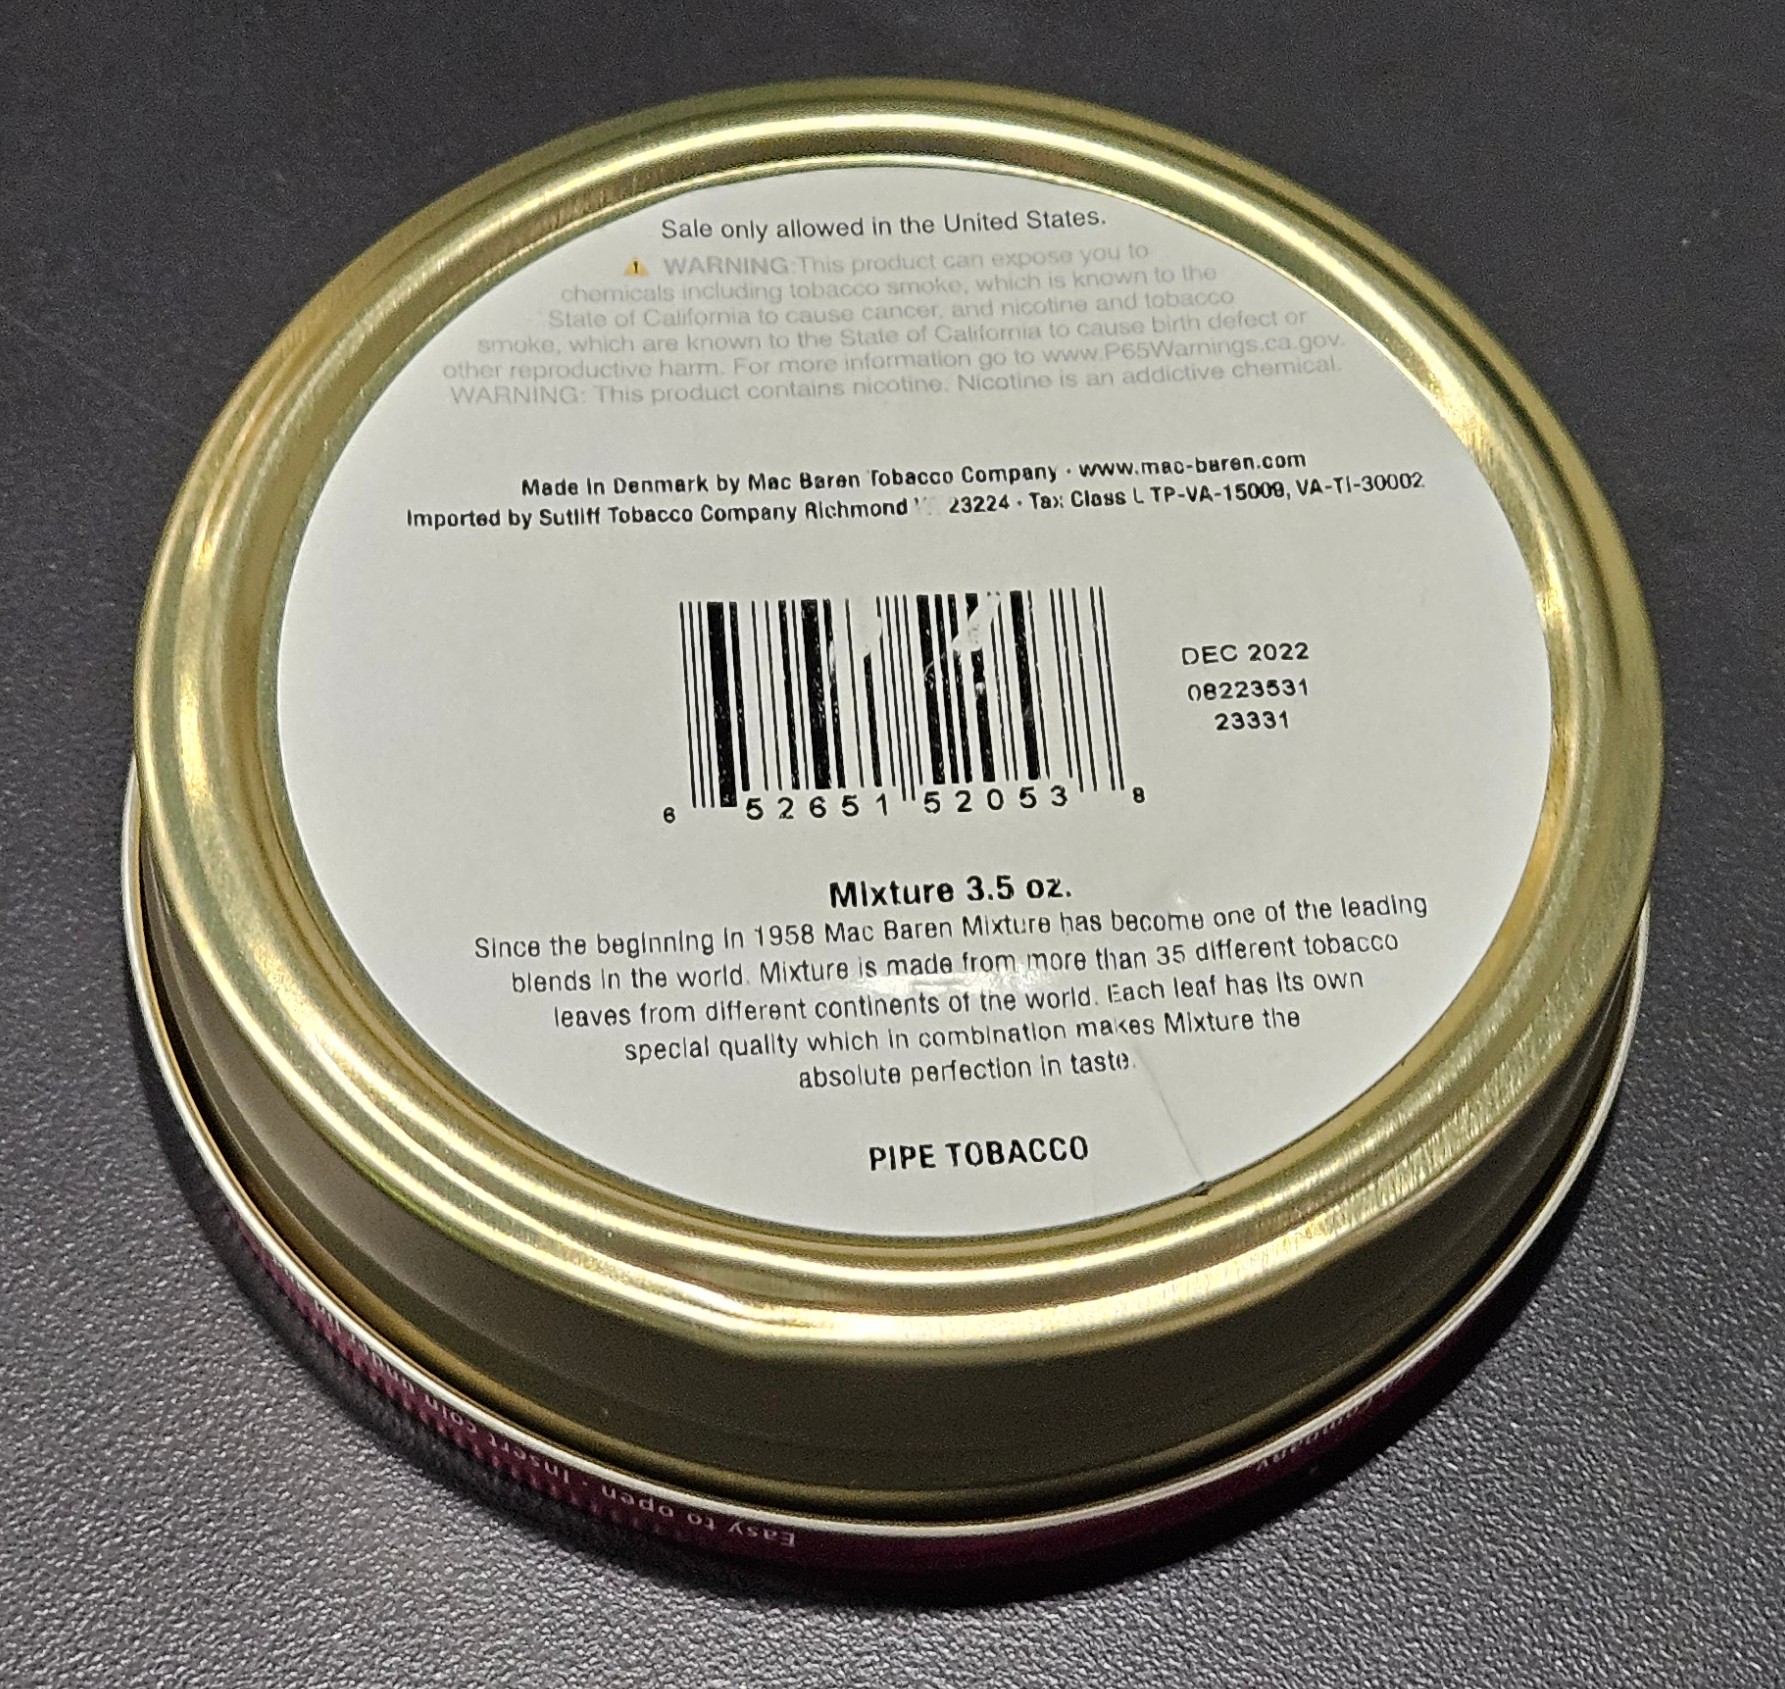 Sale only allowed in the United States.
WARNING:This product can expose you to
chemicals including tobacco smoke, which is known to the
State of California to cause cancer, and nicotine and tobacco
smoke, which are known to the State of California to cause birth defect or
other reproductive harm. For more information go to www.P65Warnings.ca.gov.
WARNING: This product contains nicotine. Nicotine is an addictive chemical.
Made in Denmark by Mac Baren Tobacco Company · www.mac-baren.com
Imported by Sutliff Tobacco Company Richmond 23224 · Tax Class L TP-VA-15009, VA-TI-30002
DEC 2022
08223531
23331
6 52651 52053 8
Mixture 3.5 oz.
Since the beginning in 1958 Mac Baren Mixture has become one of the leading
blends in the world. Mixture is made from more than 35 different tobacco
leaves from different continents of the world. Each leaf has its own
special quality which in combination makes Mixture the
absolute perfection in taste.
PIPE TOBACCO
Easy to open · Insert coin
Company